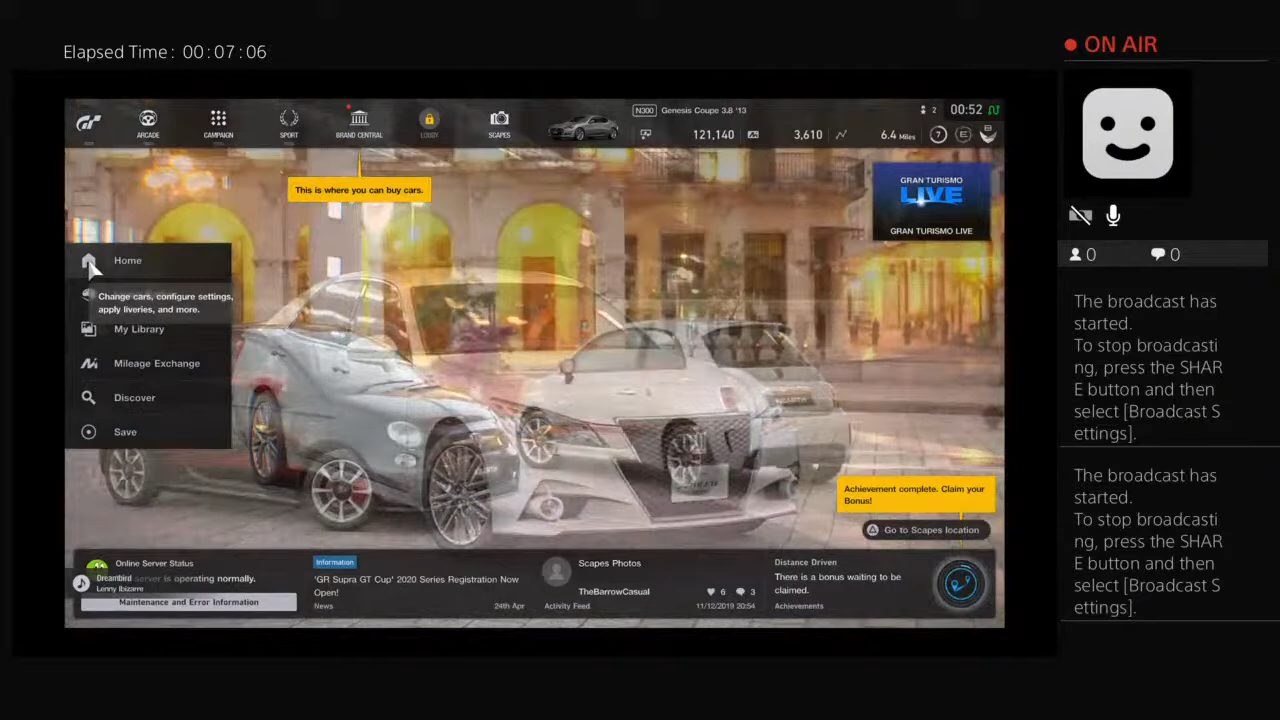 Elapsed Time: 00:07:06
ON AIR
ARCADE
CAMPAIGN
SPORT
BRAND CENTRAL
LOBBY
SCAPES
N300 Genesis Coupe 3.8 '13
2 00:52
121,140
3,610
6.4 Miles
7
E
B
This is where you can buy cars.
GRAN TURISMO
LIVE
GRAN TURISMO LIVE
Home
Change cars, configure settings,
apply liveries, and more.
My Library
Mileage Exchange
Discover
Save
Achievement complete. Claim your
Bonus!
Go to Scapes location
Online Server Status
server is operating normally.
Dreambird
Lenny Ibizarre
Maintenance and Error Information
Information
'GR Supra GT Cup' 2020 Series Registration Now
Open!
News 24th Apr
Scapes Photos
TheBarrowCasual
6 3
Activity Feed 11/12/2019 20:54
Distance Driven
There is a bonus waiting to be
claimed.
Achievements
0 0
The broadcast has
started.
To stop broadcasti
ng, press the SHAR
E button and then
select [Broadcast S
ettings].
The broadcast has
started.
To stop broadcasti
ng, press the SHAR
E button and then
select [Broadcast S
ettings].